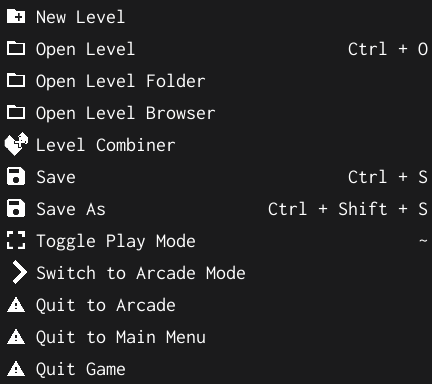 New Level
Open Level Ctrl + O
Open Level Folder
Open Level Browser
Level Combiner
Save Ctrl + S
Save As Ctrl + Shift + S
Toggle Play Mode ~
Switch to Arcade Mode
Quit to Arcade
Quit to Main Menu
Quit Game